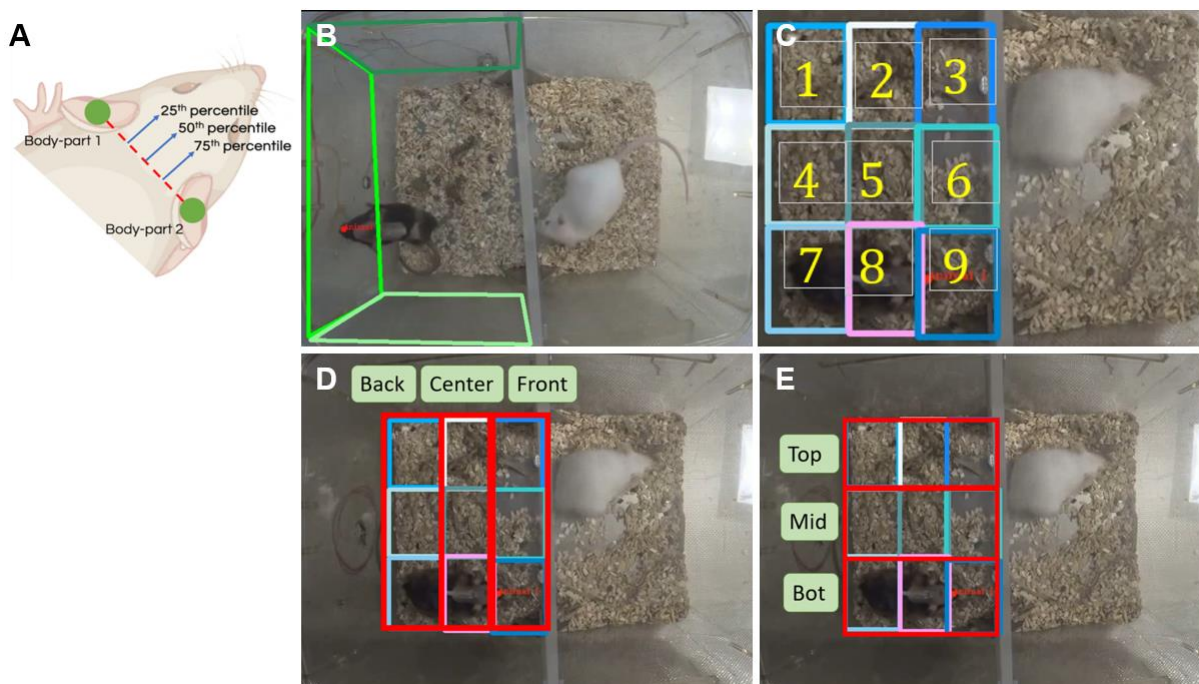 A
25th percentile
50th percentile
75th percentile
Body-part 1
Body-part 2
B
C
1 2 3
4 5 6
7 8 9
D
Back Center Front
E
Top
Mid
Bot